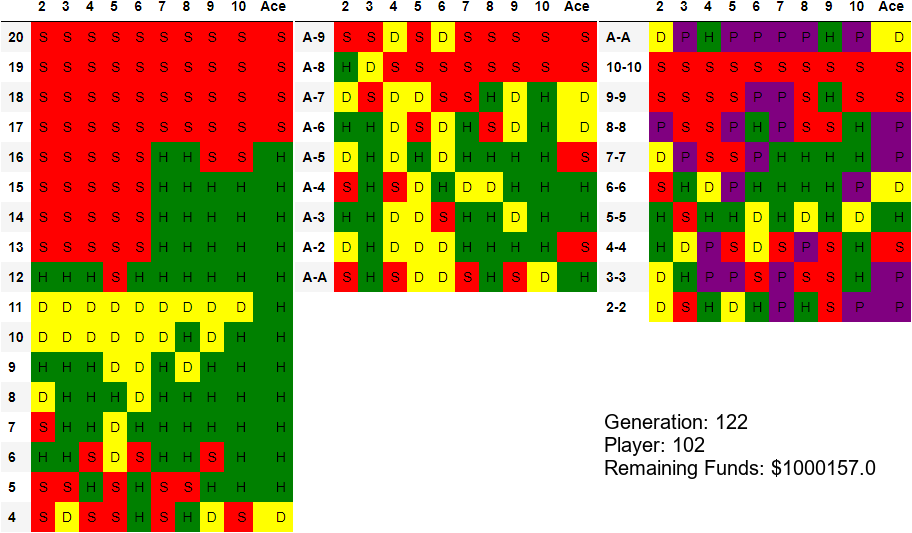 2 3 4 5 6 7 8 9 10 Ace
20 S S S S S S S S S S
19 S S S S S S S S S S
18 S S S S S S S S S S
17 S S S S S S S S S S
16 S S S S S H H S S H
15 S S S S S H H H H H
14 S S S S S H H H H H
13 S S S S S H H H H H
12 H H H S H H H H H H
11 D D D D D D D D D H
10 D D D D D D H D H H
9 H H H D D H D H H H
8 D H H H D H H H H H
7 S H H D H H H H H H
6 H H S D S H H S H H
5 S S H S H S S H H H
4 S D S S H S H D S D
2 3 4 5 6 7 8 9 10 Ace
A-9 S S D S D S S S S S
A-8 H D S S S S S S S S
A-7 D S D D S S H D H D
A-6 H H D S D H S D H D
A-5 D H D H D H H H H S
A-4 S H S D H D D H H H
A-3 H H D D S H H D H H
A-2 D H D D D H H H H S
A-A S H S D D S H S D H
2 3 4 5 6 7 8 9 10 Ace
A-A D P H P P P P H P D
10-10 S S S S S S S S S S
9-9 S S S S P P S H S S
8-8 P S S P H P S S H P
7-7 D P S S P H H H H P
6-6 S H D P H H H H P D
5-5 H S H H D H D H D H
4-4 H D P S D S P S H S
3-3 D H P P S P S S H P
2-2 D S H D H P H S P P
Generation: 122
Player: 102
Remaining Funds: $1000157.0